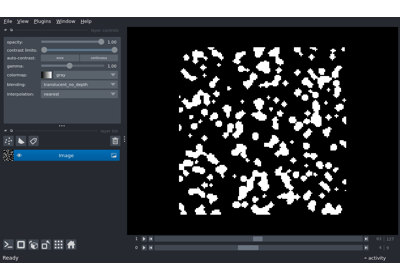 File View Plugins Window Help
opacity: 1.00
contrast limits:
auto-contrast: once continuous
gamma: 1.00
colormap: gray
blending: translucent_no_depth
interpolation: nearest
Image
1
0
Ready activity